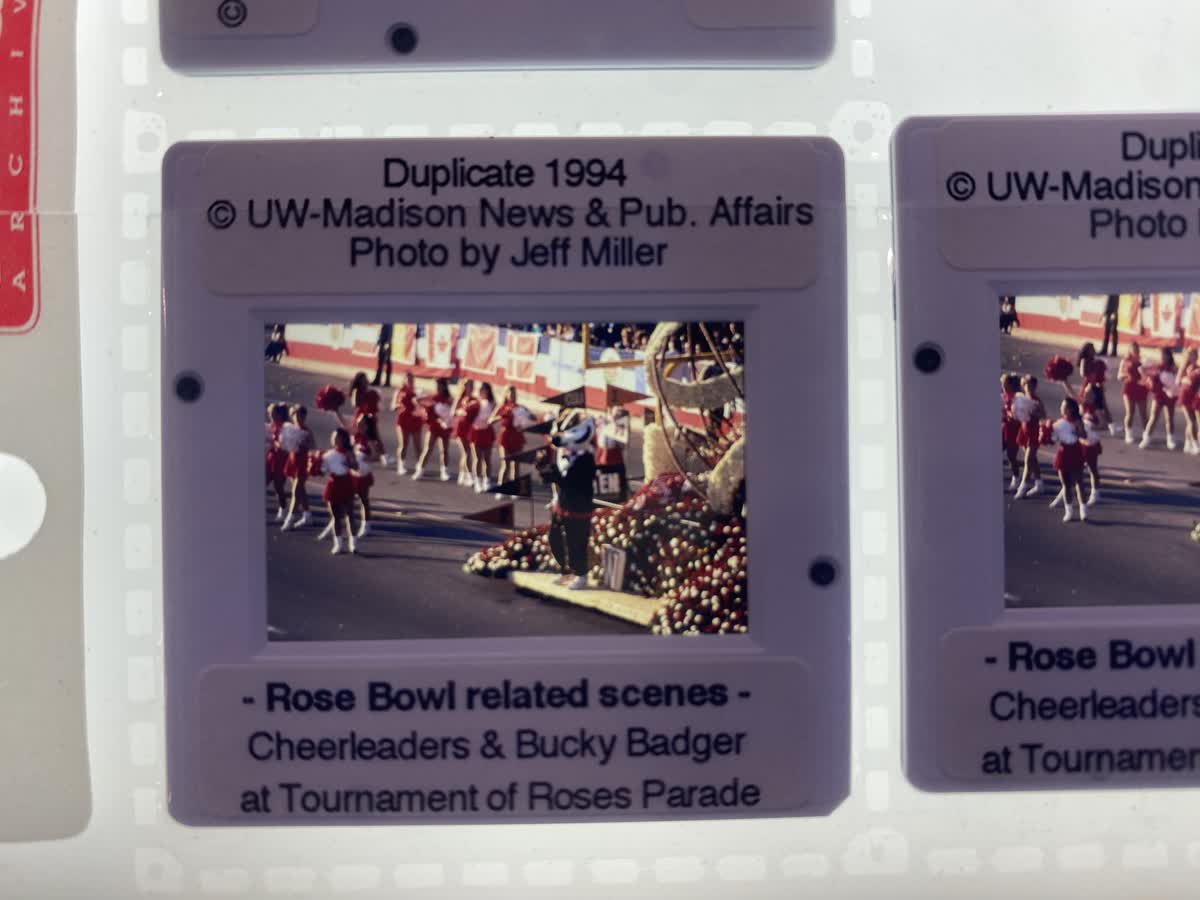 ©
ARCHIV
Duplicate 1994
© UW-Madison News & Pub. Affairs
Photo by Jeff Miller
W
- Rose Bowl related scenes -
Cheerleaders & Bucky Badger
at Tournament of Roses Parade
Dupli
© UW-Madison
Photo
- Rose Bowl
Cheerleaders
at Tournamen